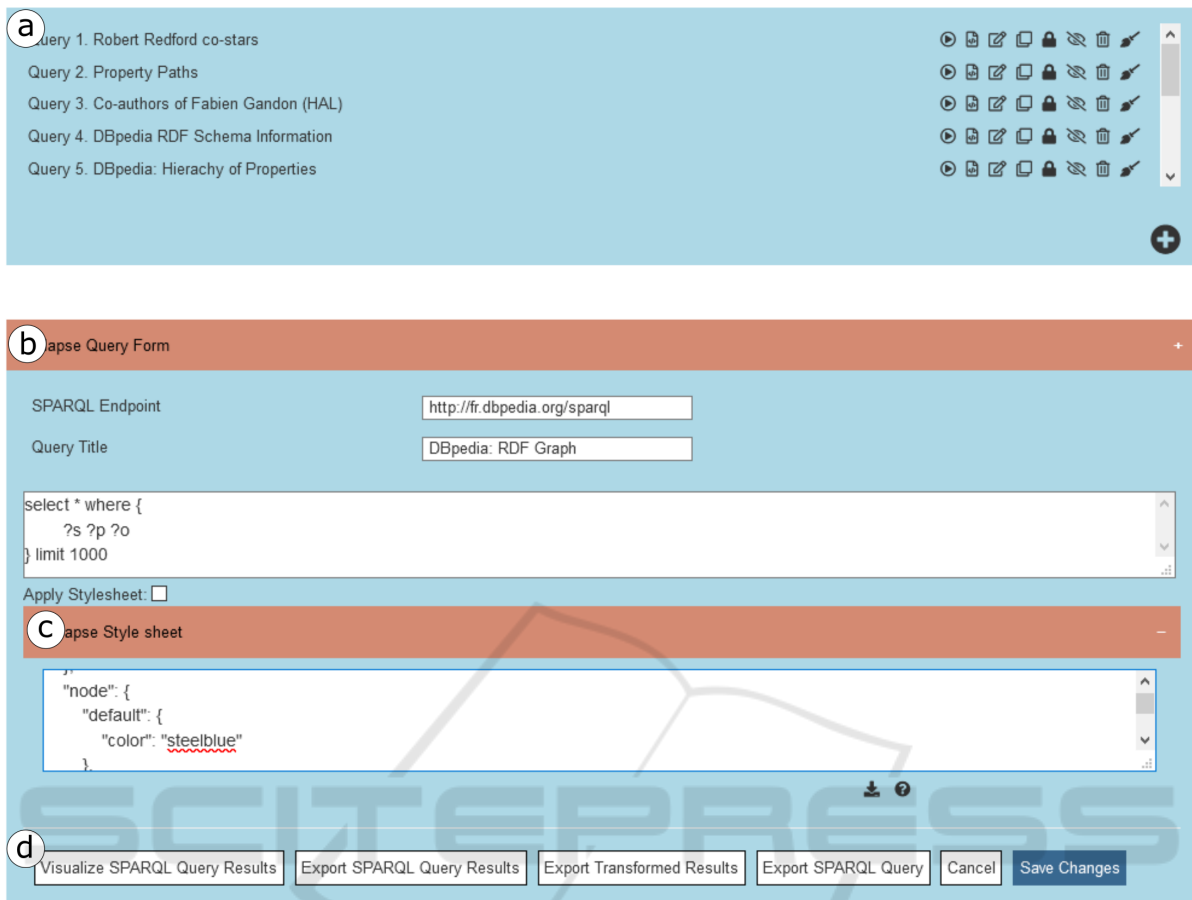 a
uery 1. Robert Redford co-stars
Query 2. Property Paths
Query 3. Co-authors of Fabien Gandon (HAL)
Query 4. DBpedia RDF Schema Information
Query 5. DBpedia: Hierachy of Properties
b
apse Query Form
+
SPARQL Endpoint
http://fr.dbpedia.org/sparql
Query Title
DBpedia: RDF Graph
select * where {
?s ?p ?o
} limit 1000
Apply Stylesheet:
c
apse Style sheet
−
},
"node": {
"default": {
"color": "steelblue"
},
SCITEPRESS
d
Visualize SPARQL Query Results
Export SPARQL Query Results
Export Transformed Results
Export SPARQL Query
Cancel
Save Changes